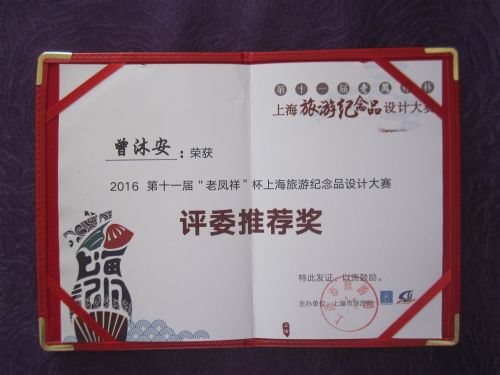 第十一届老凤祥杯
上海旅游纪念品设计大赛
曾沐安：荣获
2016 第十一届“老凤祥”杯上海旅游纪念品设计大赛
评委推荐奖
特此发证，以资鼓励。
主办单位：上海市旅游局
上海